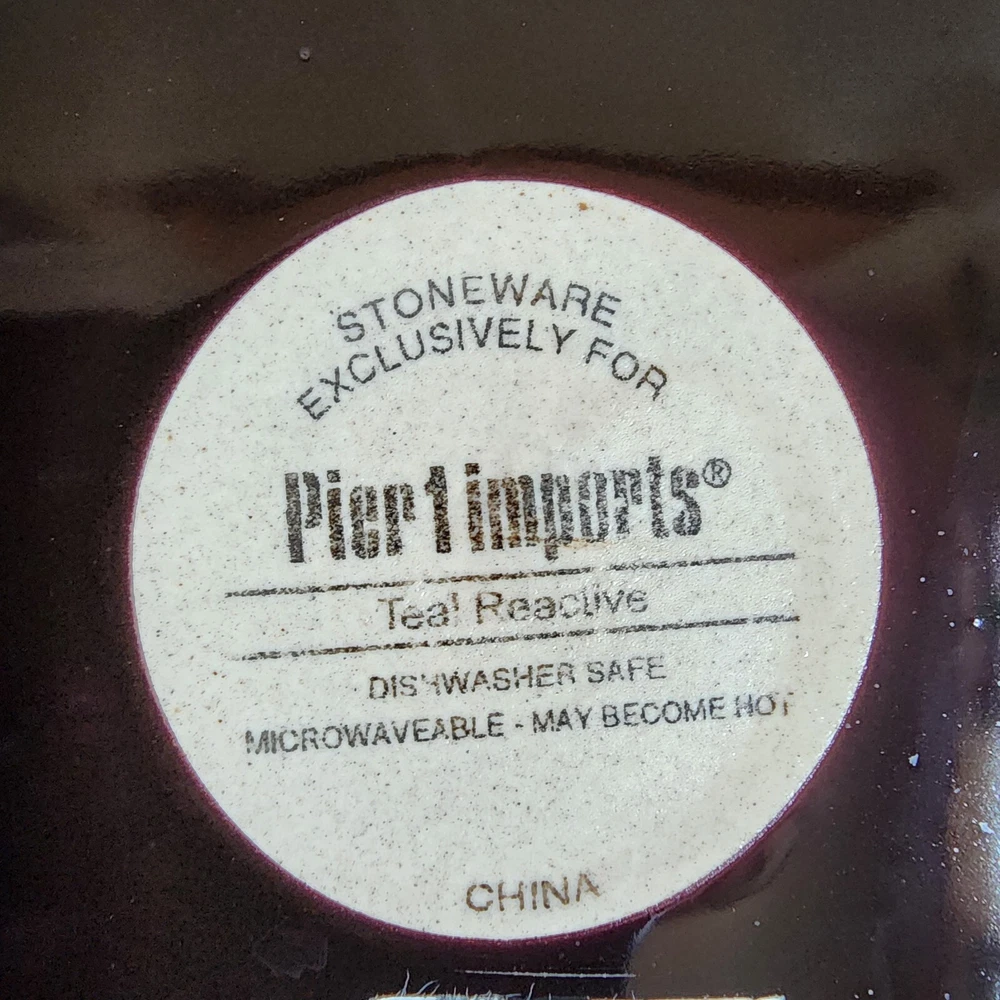 STONEWARE
EXCLUSIVELY FOR
Pier 1 imports®
Teal Reactive
DISHWASHER SAFE
MICROWAVEABLE - MAY BECOME HOT
CHINA